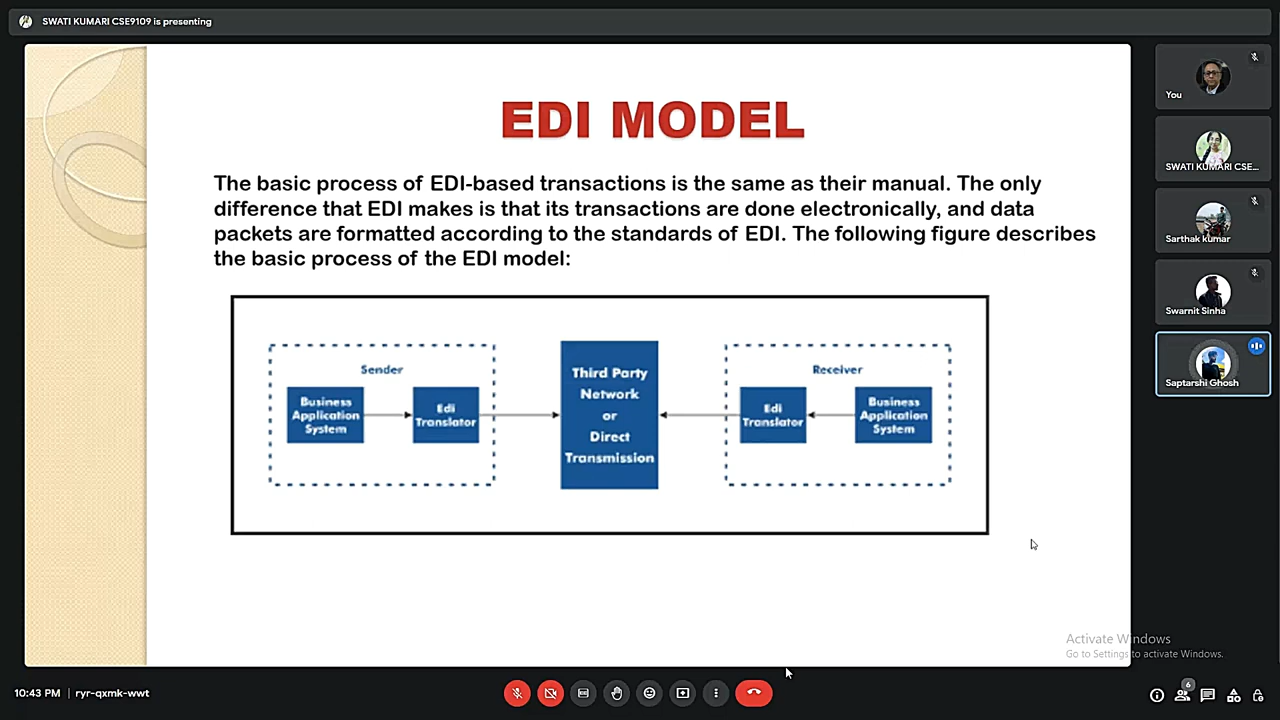 SWATI KUMARI CSE9109 is presenting
EDI MODEL
The basic process of EDI-based transactions is the same as their manual. The only
difference that EDI makes is that its transactions are done electronically, and data
packets are formatted according to the standards of EDI. The following figure describes
the basic process of the EDI model:
Sender
Business
Application
System
Edi
Translator
Third Party
Network
or
Direct
Transmission
Receiver
Edi
Translator
Business
Application
System
You
SWATI KUMARI CSE...
Sarthak kumar
Swarnit Sinha
Saptarshi Ghosh
Activate Windows
Go to Settings to activate Windows.
10:43 PM | ryr-qxmk-wwt
6